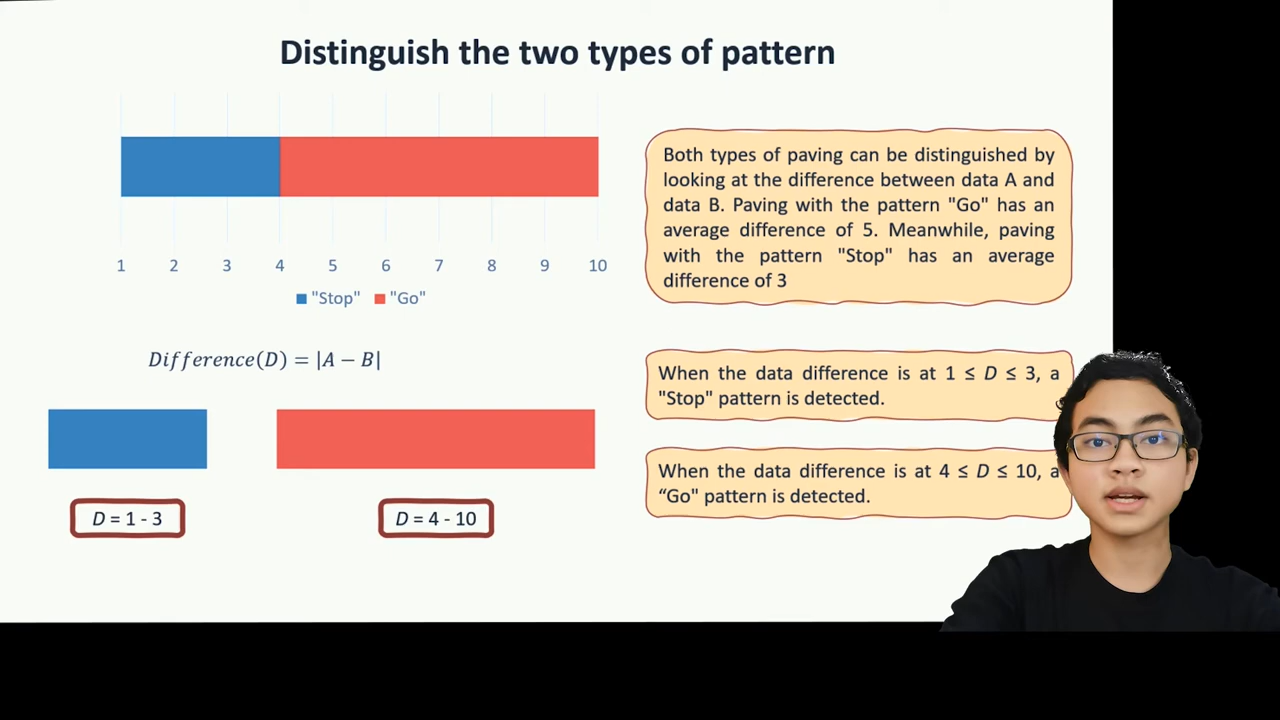 Distinguish the two types of pattern
1 2 3 4 5 6 7 8 9 10
"Stop" "Go"
Both types of paving can be distinguished by
looking at the difference between data A and
data B. Paving with the pattern "Go" has an
average difference of 5. Meanwhile, paving
with the pattern "Stop" has an average
difference of 3
Difference(D) = |A − B|
When the data difference is at 1 ≤ D ≤ 3, a
"Stop" pattern is detected.
When the data difference is at 4 ≤ D ≤ 10, a
“Go" pattern is detected.
D = 1 - 3
D = 4 - 10